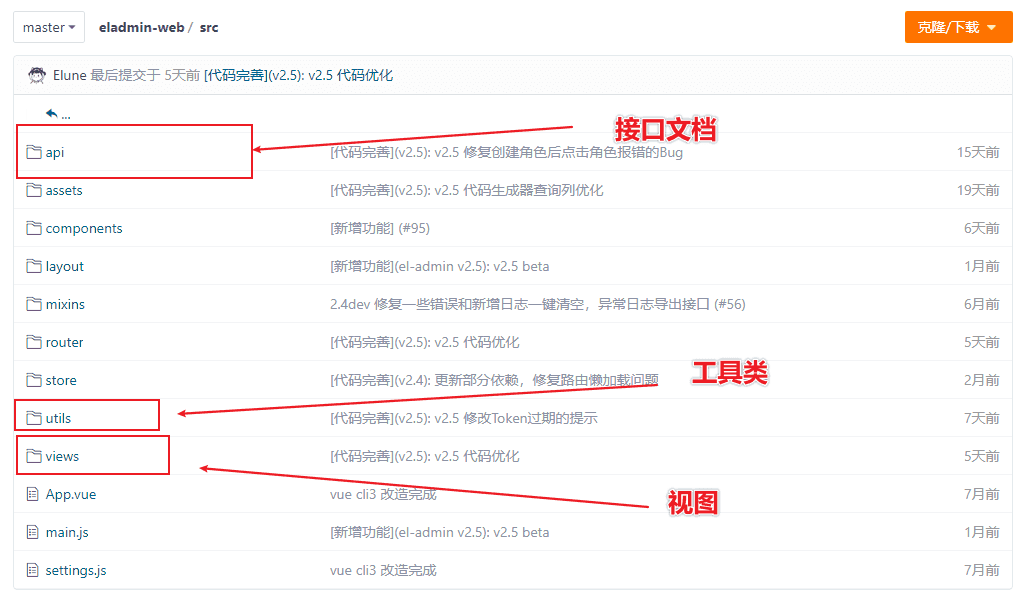 master eladmin-web / src 克隆/下载
Elune 最后提交于 5天前 [代码完善](v2.5): v2.5 代码优化
...
接口文档
api [代码完善](v2.5): v2.5 修复创建角色后点击角色报错的Bug 15天前
assets [代码完善](v2.5): v2.5 代码生成器查询列优化 19天前
components [新增功能] (#95) 6天前
layout [新增功能](el-admin v2.5): v2.5 beta 1月前
mixins 2.4dev 修复一些错误和新增日志一键清空，异常日志导出接口 (#56) 6月前
router [代码完善](v2.5): v2.5 代码优化 5天前
工具类
store [代码完善](v2.4): 更新部分依赖，修复路由懒加载问题 2月前
utils [代码完善](v2.5): v2.5 修改Token过期的提示 7天前
views [代码完善](v2.5): v2.5 代码优化 5天前
App.vue vue cli3 改造完成 7月前
视图
main.js [新增功能](el-admin v2.5): v2.5 beta 1月前
settings.js vue cli3 改造完成 7月前